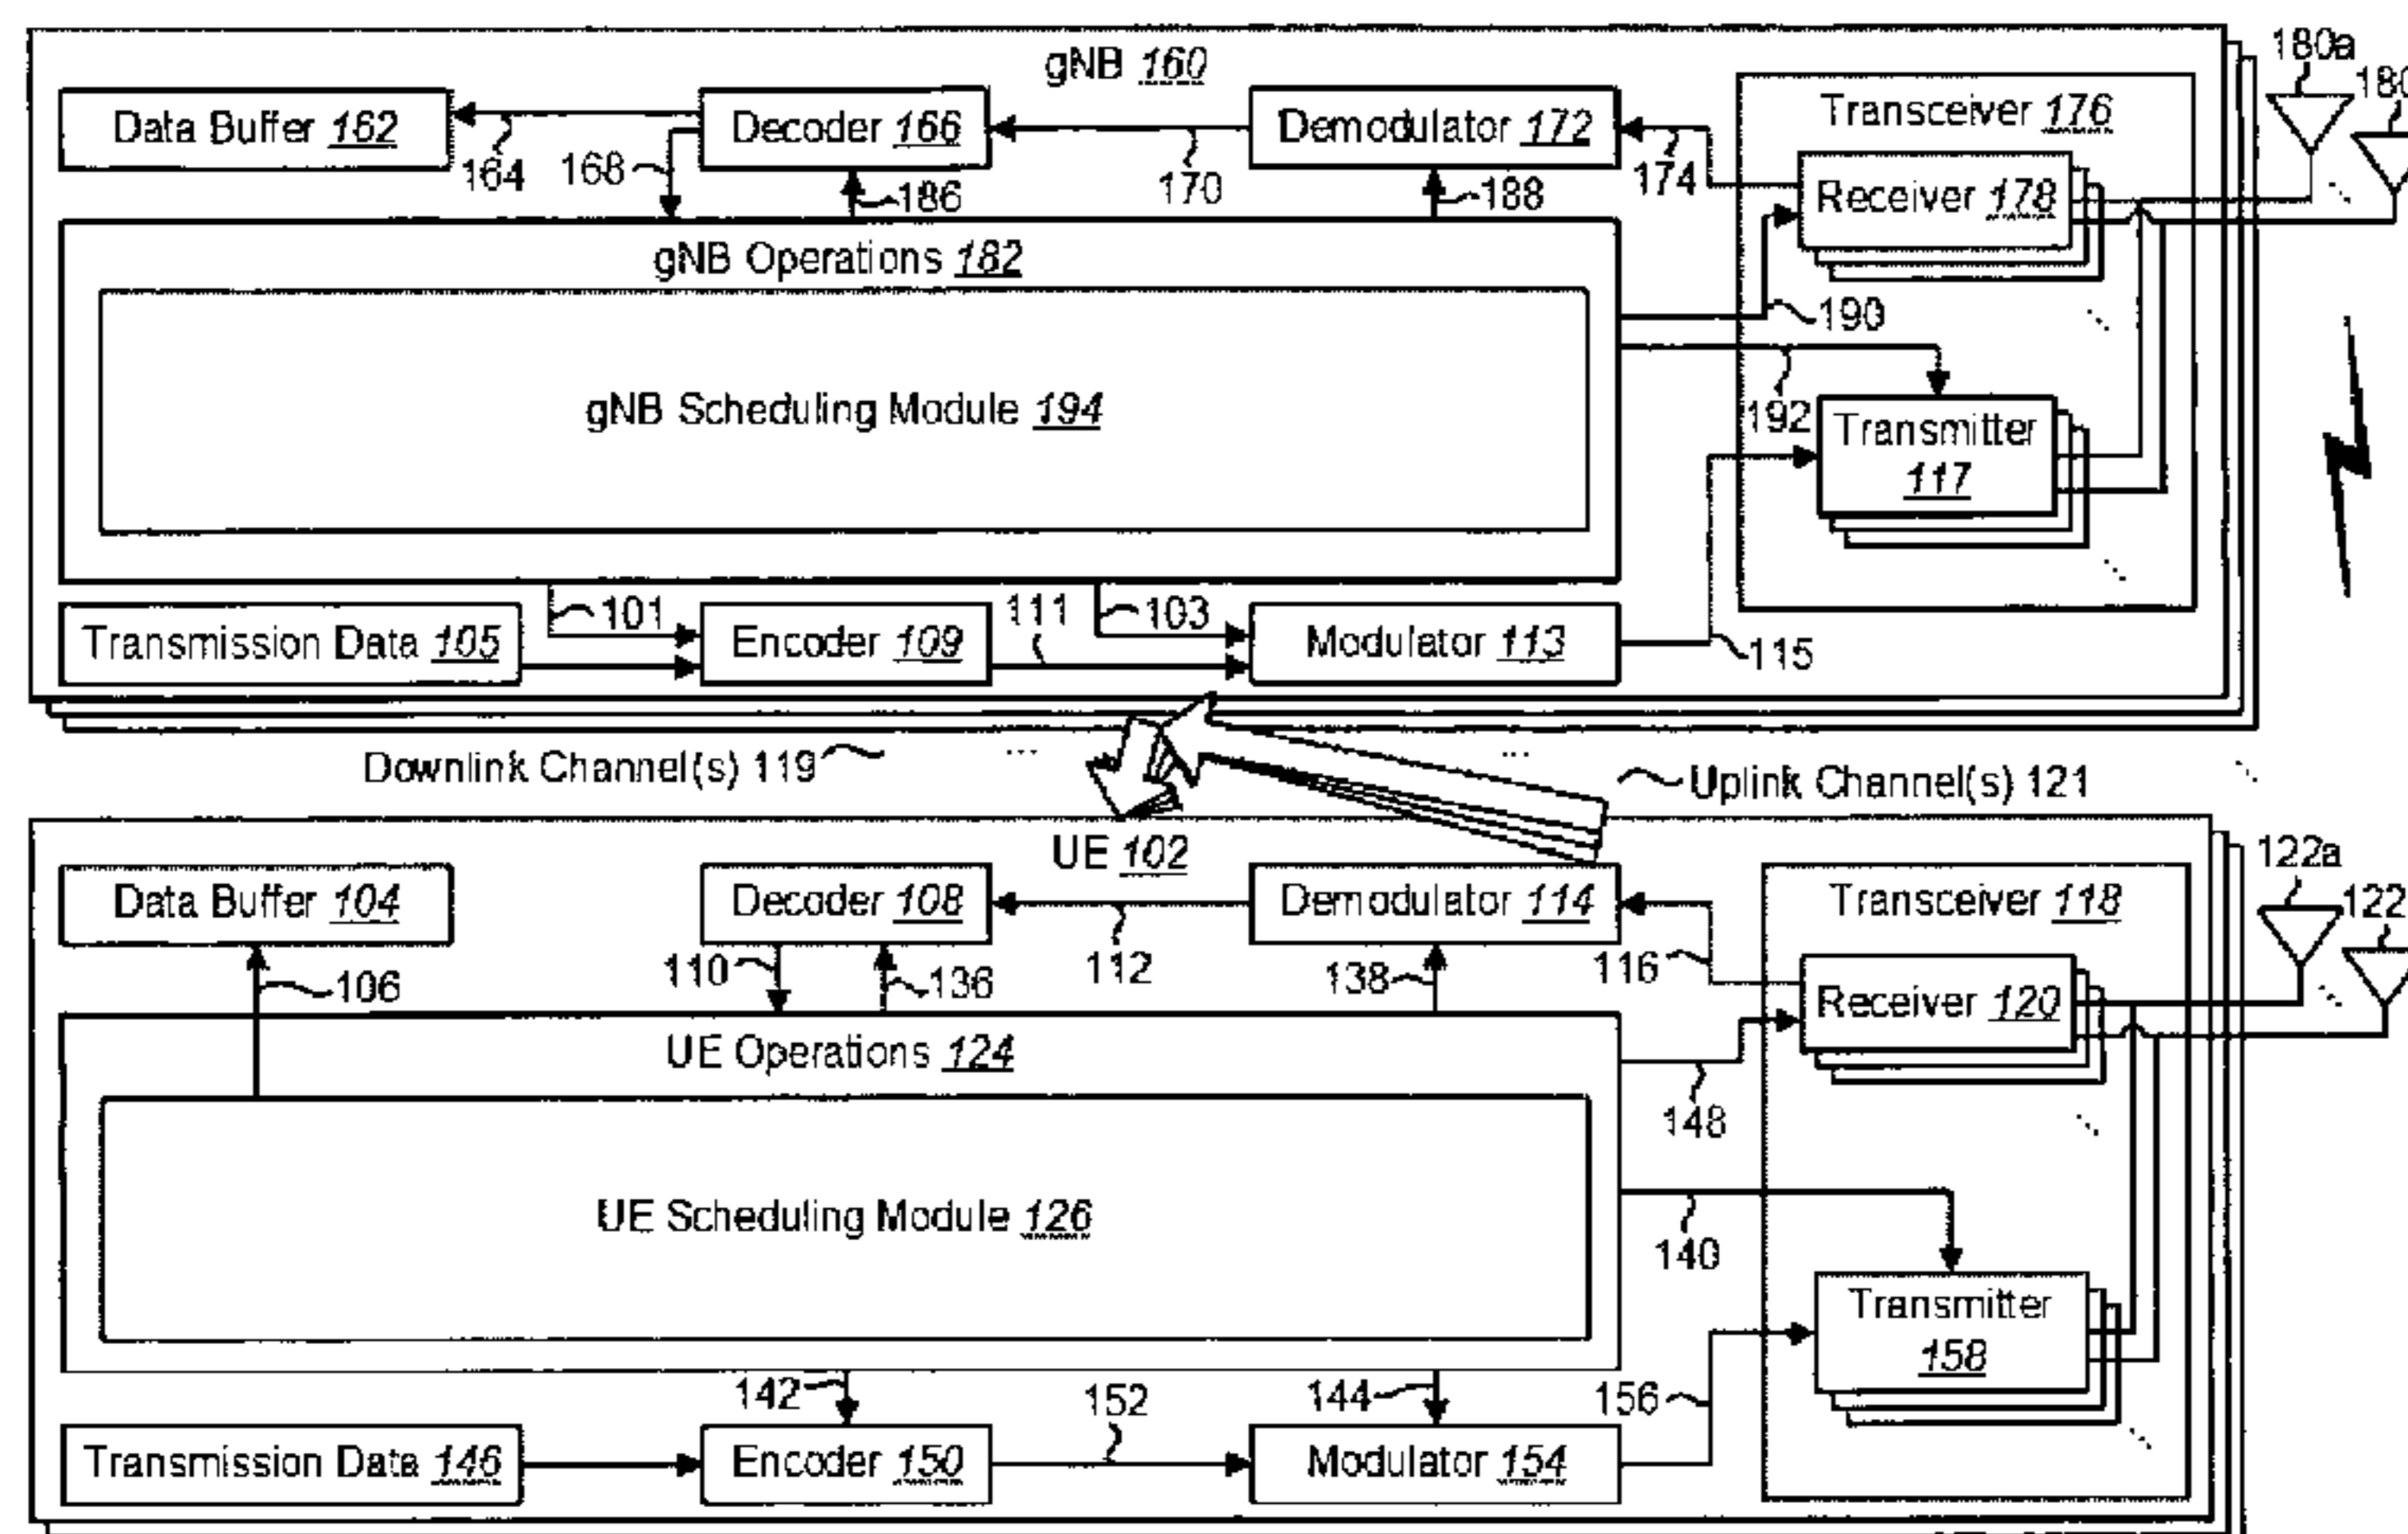 gNB 160
180a
180
Data Buffer 162
Decoder 166
Demodulator 172
Transceiver 176
164
168
186
170
188
174
Receiver 178
gNB Operations 182
190
gNB Scheduling Module 194
192
Transmitter
117
101
111
103
115
Transmission Data 105
Encoder 109
Modulator 113
Downlink Channel(s) 119
...
...
Uplink Channel(s) 121
UE 102
122a
122
Data Buffer 104
Decoder 108
Demodulator 114
Transceiver 118
106
110
136
112
138
116
Receiver 120
UE Operations 124
148
UE Scheduling Module 126
140
Transmitter
158
142
152
144
156
Transmission Data 146
Encoder 150
Modulator 154